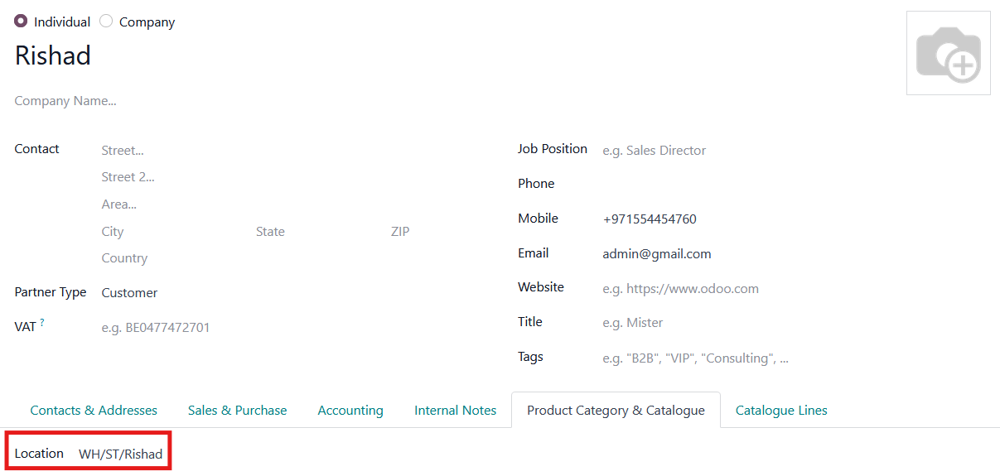 Individual Company
Rishad
Company Name...
Contact Street...
Street 2...
Area...
City State ZIP
Country
Partner Type Customer
VAT ? e.g. BE0477472701
Job Position e.g. Sales Director
Phone
Mobile +971554454760
Email admin@gmail.com
Website e.g. https://www.odoo.com
Title e.g. Mister
Tags e.g. "B2B", "VIP", "Consulting", ...
Contacts & Addresses Sales & Purchase Accounting Internal Notes Product Category & Catalogue Catalogue Lines
Location WH/ST/Rishad